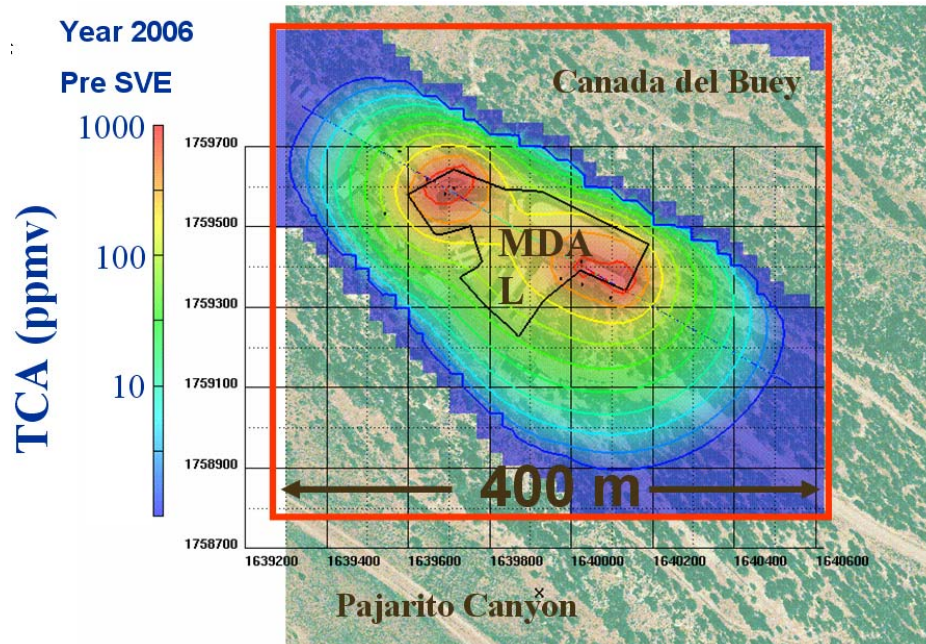 Year 2006
Pre SVE
TCA (ppmv)
1000
100
10
Canada del Buey
MDA
L
400 m
Pajarito Canyon
1759700
1759500
1759300
1759100
1758900
1758700
1639200
1639400
1639600
1639800
1640000
1640200
1640400
1640600